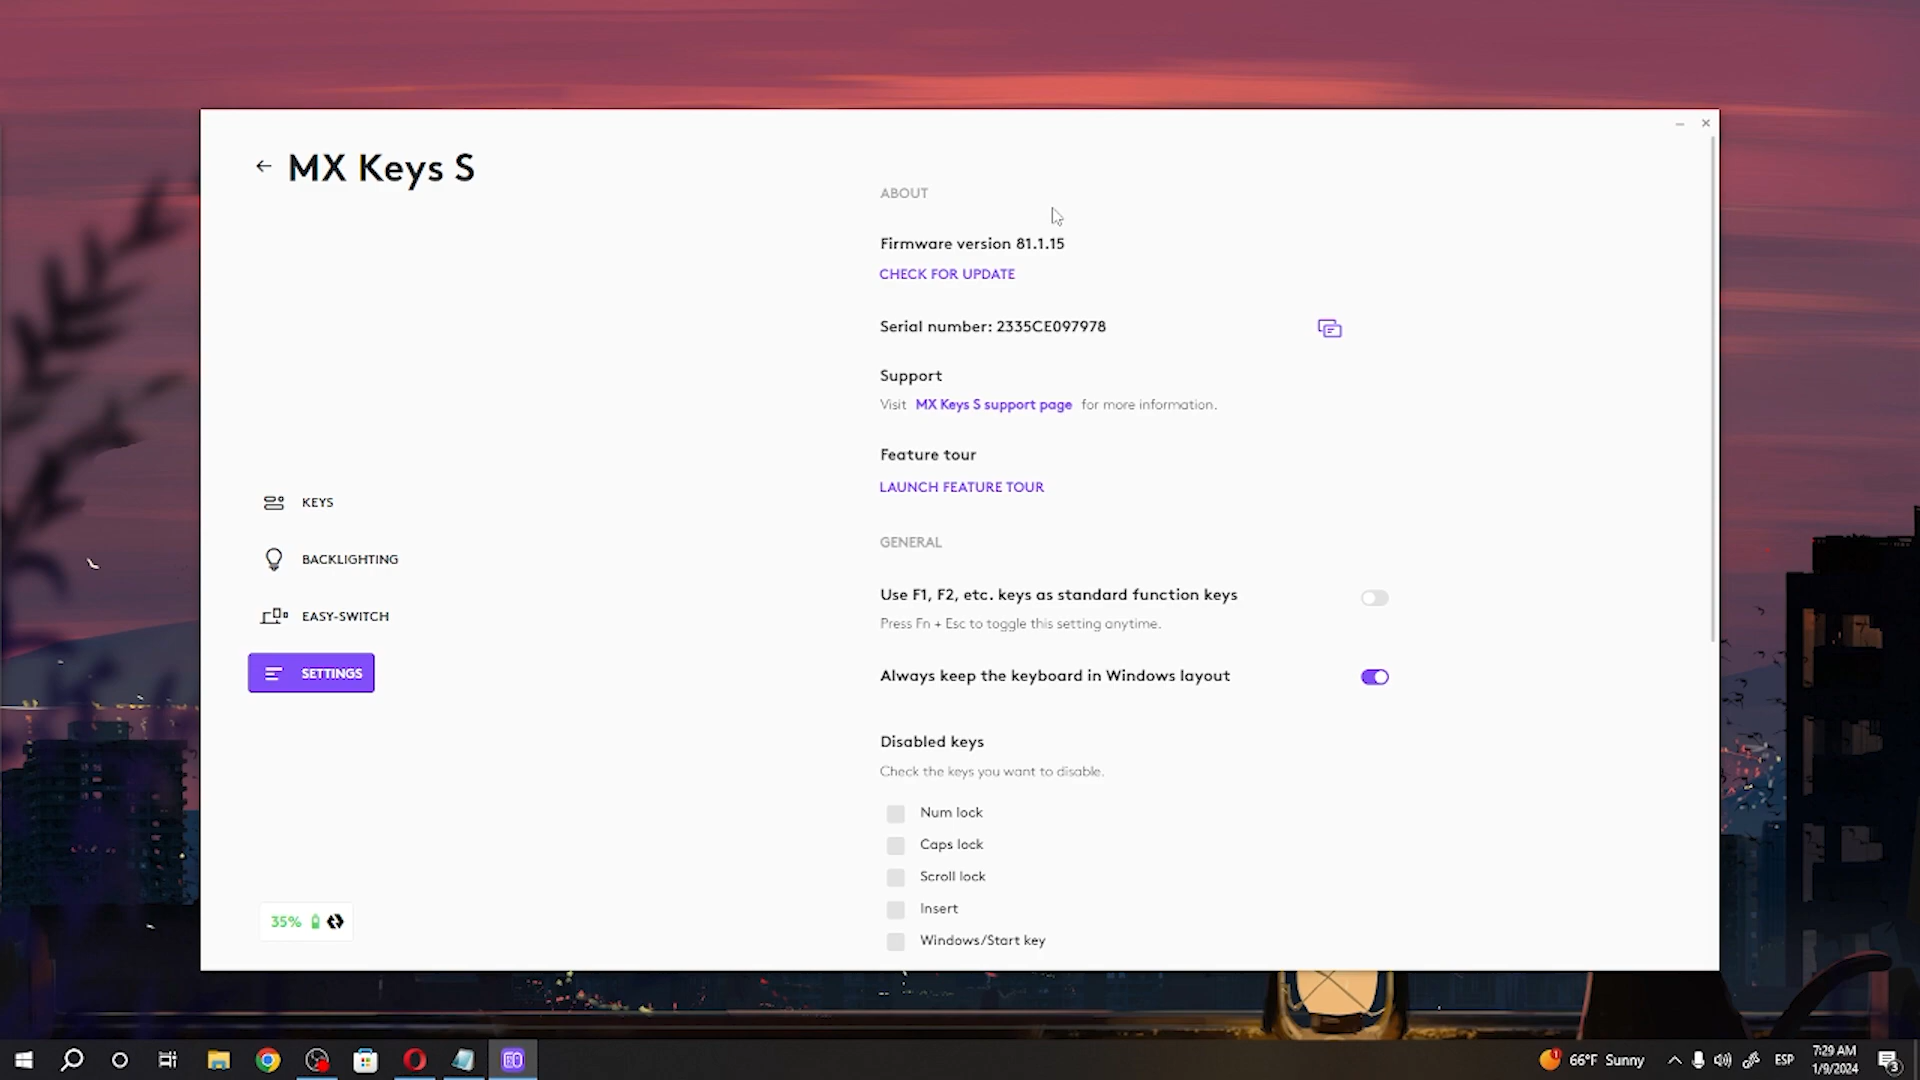 MX Keys S
ABOUT
Firmware version 81.1.15
CHECK FOR UPDATE
Serial number: 2335CE097978
Support
Visit MX Keys S support page for more information.
Feature tour
LAUNCH FEATURE TOUR
KEYS
BACKLIGHTING
EASY-SWITCH
SETTINGS
GENERAL
Use F1, F2, etc. keys as standard function keys
Press Fn + Esc to toggle this setting anytime.
Always keep the keyboard in Windows layout
Disabled keys
Check the keys you want to disable.
Num lock
Caps lock
Scroll lock
Insert
Windows/Start key
35%
66°F Sunny
ESP
7:29 AM
1/9/2024
3